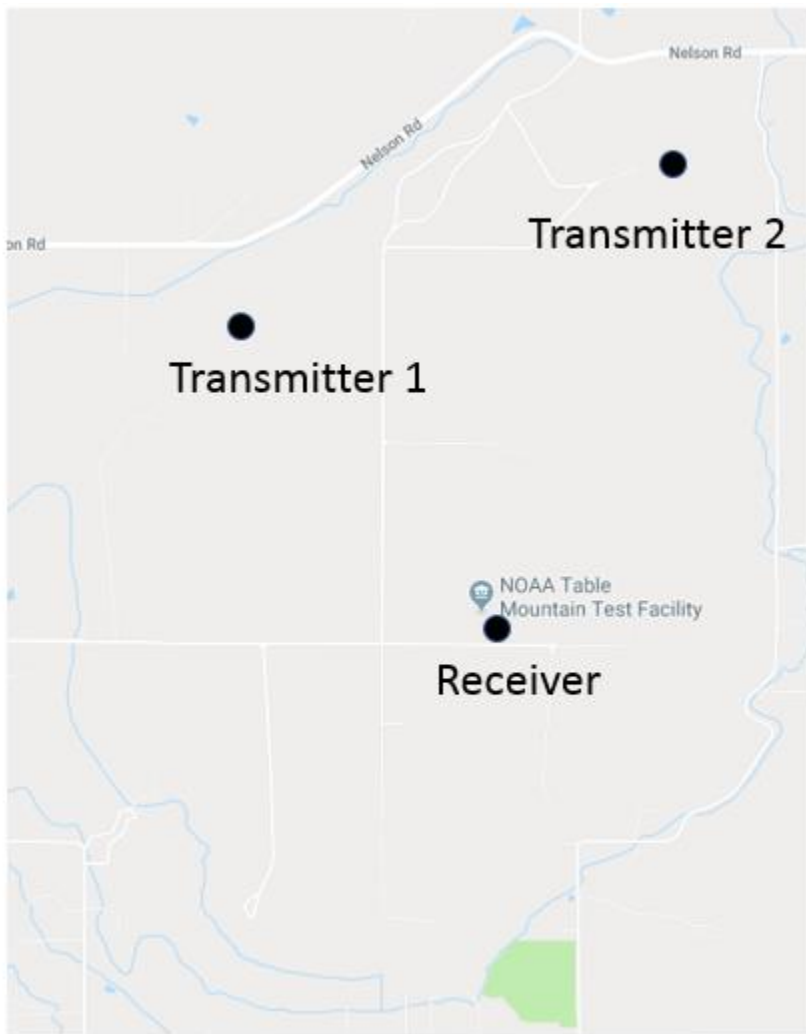 Nelson Rd
Nelson Rd
Transmitter 2
on Rd
Transmitter 1
NOAA Table
Mountain Test Facility
Receiver